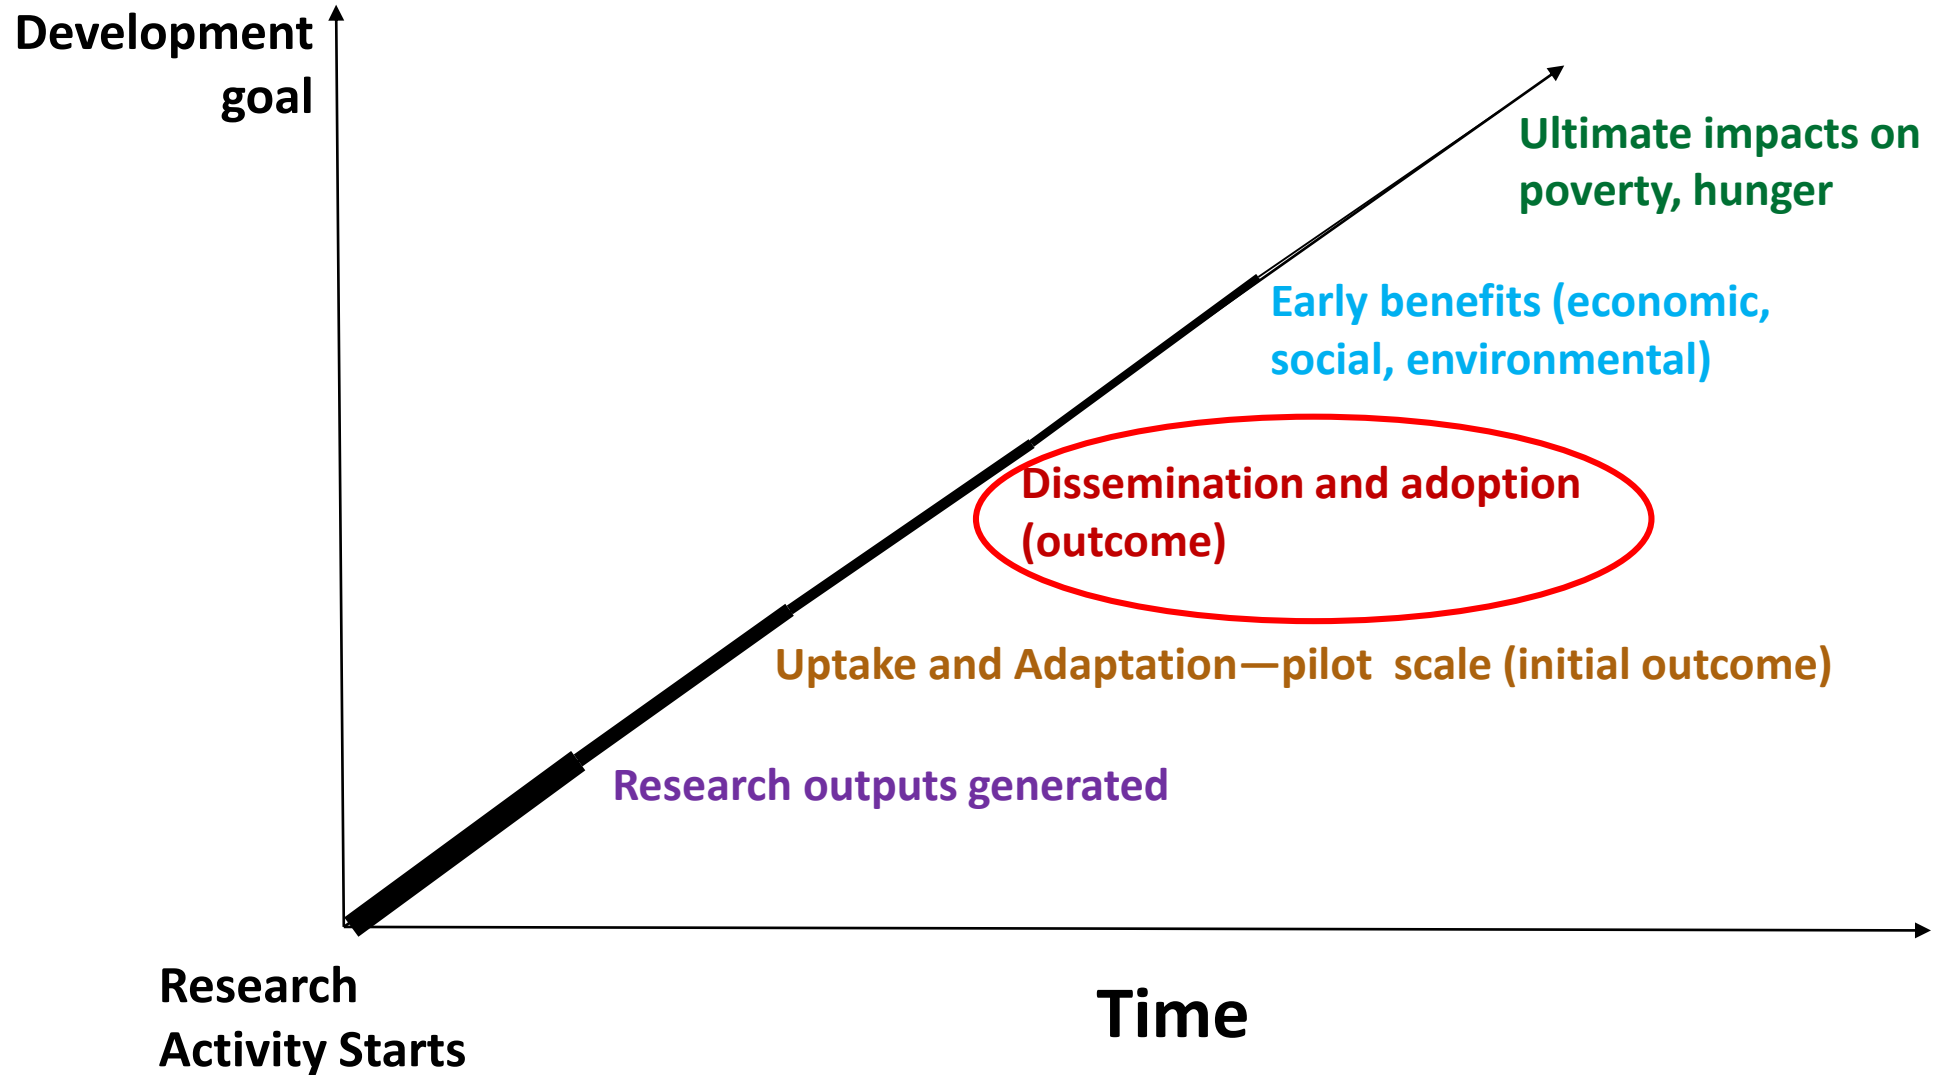 Development
goal
Ultimate impacts on
poverty, hunger
Early benefits (economic,
social, environmental)
Dissemination and adoption
(outcome)
Uptake and Adaptation—pilot  scale (initial outcome)
Research outputs generated
Research
Activity Starts
Time